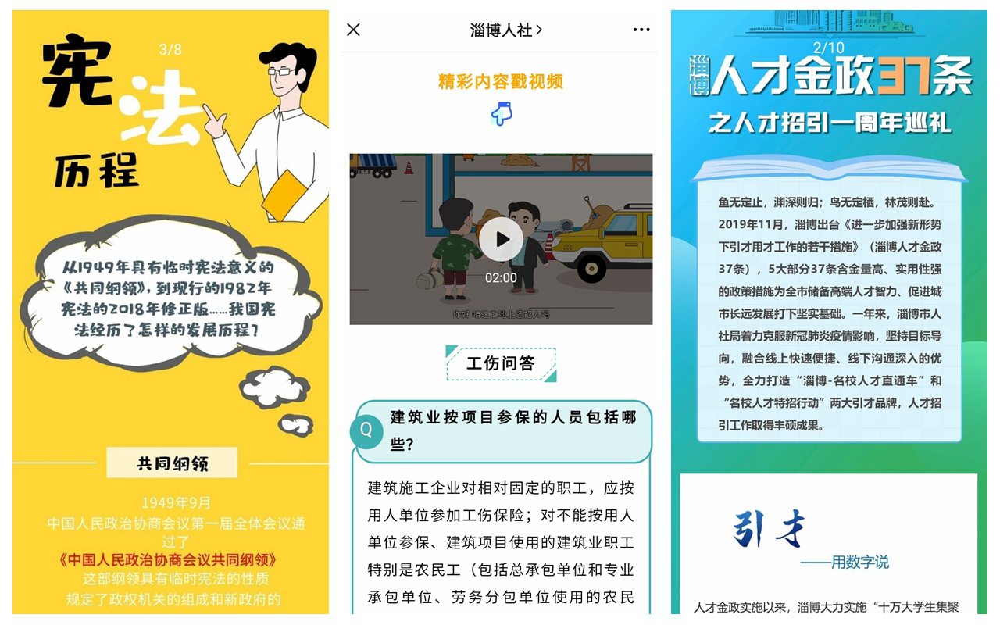 3/8
宪
法
历程
从1949年具有临时宪法意义的
《共同纲领》,到现行的1982年
宪法的2018年修正版……我国宪
法经历了怎样的发展历程?
共同纲领
1949年9月
中国人民政治协商会议第一届全体会议通
过了
《中国人民政治协商会议共同纲领》
这部纲领具有临时宪法的性质
规定了政权机关的组成和新政府的
淄博人社
精彩内容戳视频
02:00
你好 咱这工地上还招人吗
工伤问答
Q
建筑业按项目参保的人员包括哪
些?
建筑施工企业对相对固定的职工,应按
用人单位参加工伤保险;对不能按用人
单位参保、建筑项目使用的建筑业职工
特别是农民工(包括总承包单位和专业
承包单位、劳务分包单位使用的农民
2/10
淄博人才金政37条
之人才招引一周年巡礼
鱼无定止,渊深则归;鸟无定栖,林茂则赴。
2019年11月,淄博出台《进一步加强新形势
下引才用才工作的若干措施》(淄博人才金政
37条),5大部分37条含金量高、实用性强
的政策措施为全市储备高端人才智力、促进城
市长远发展打下坚实基础。一年来,淄博市人
社局着力克服新冠肺炎疫情影响,坚持目标导
向,融合线上快速便捷、线下沟通深入的优
势,全力打造“淄博-名校人才直通车”和
“名校人才特招行动”两大引才品牌,人才招
引工作取得丰硕成果。
引才
——用数字说
人才金政实施以来,淄博大力实施“十万大学生集聚